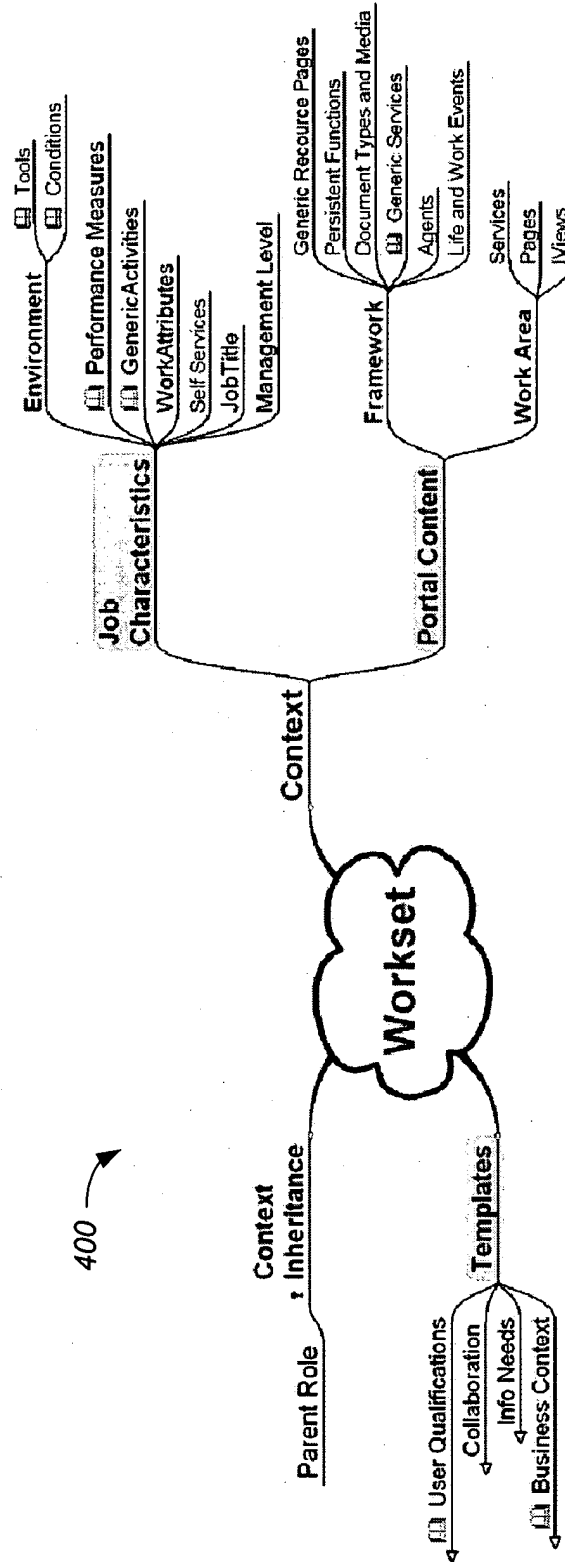 400
Workset
Context
Inheritance
Parent Role
Templates
User Qualifications
Collaboration
Info Needs
Business Context
Context
Job
Characteristics
Environment
Tools
Conditions
Performance Measures
GenericActivities
WorkAttributes
Self Services
JobTitle
Management Level
Portal Content
Framework
Generic Recource Pages
Persistent Functions
Document Types and Media
Generic Services
Agents
Life and Work Events
Work Area
Services
Pages
IViews